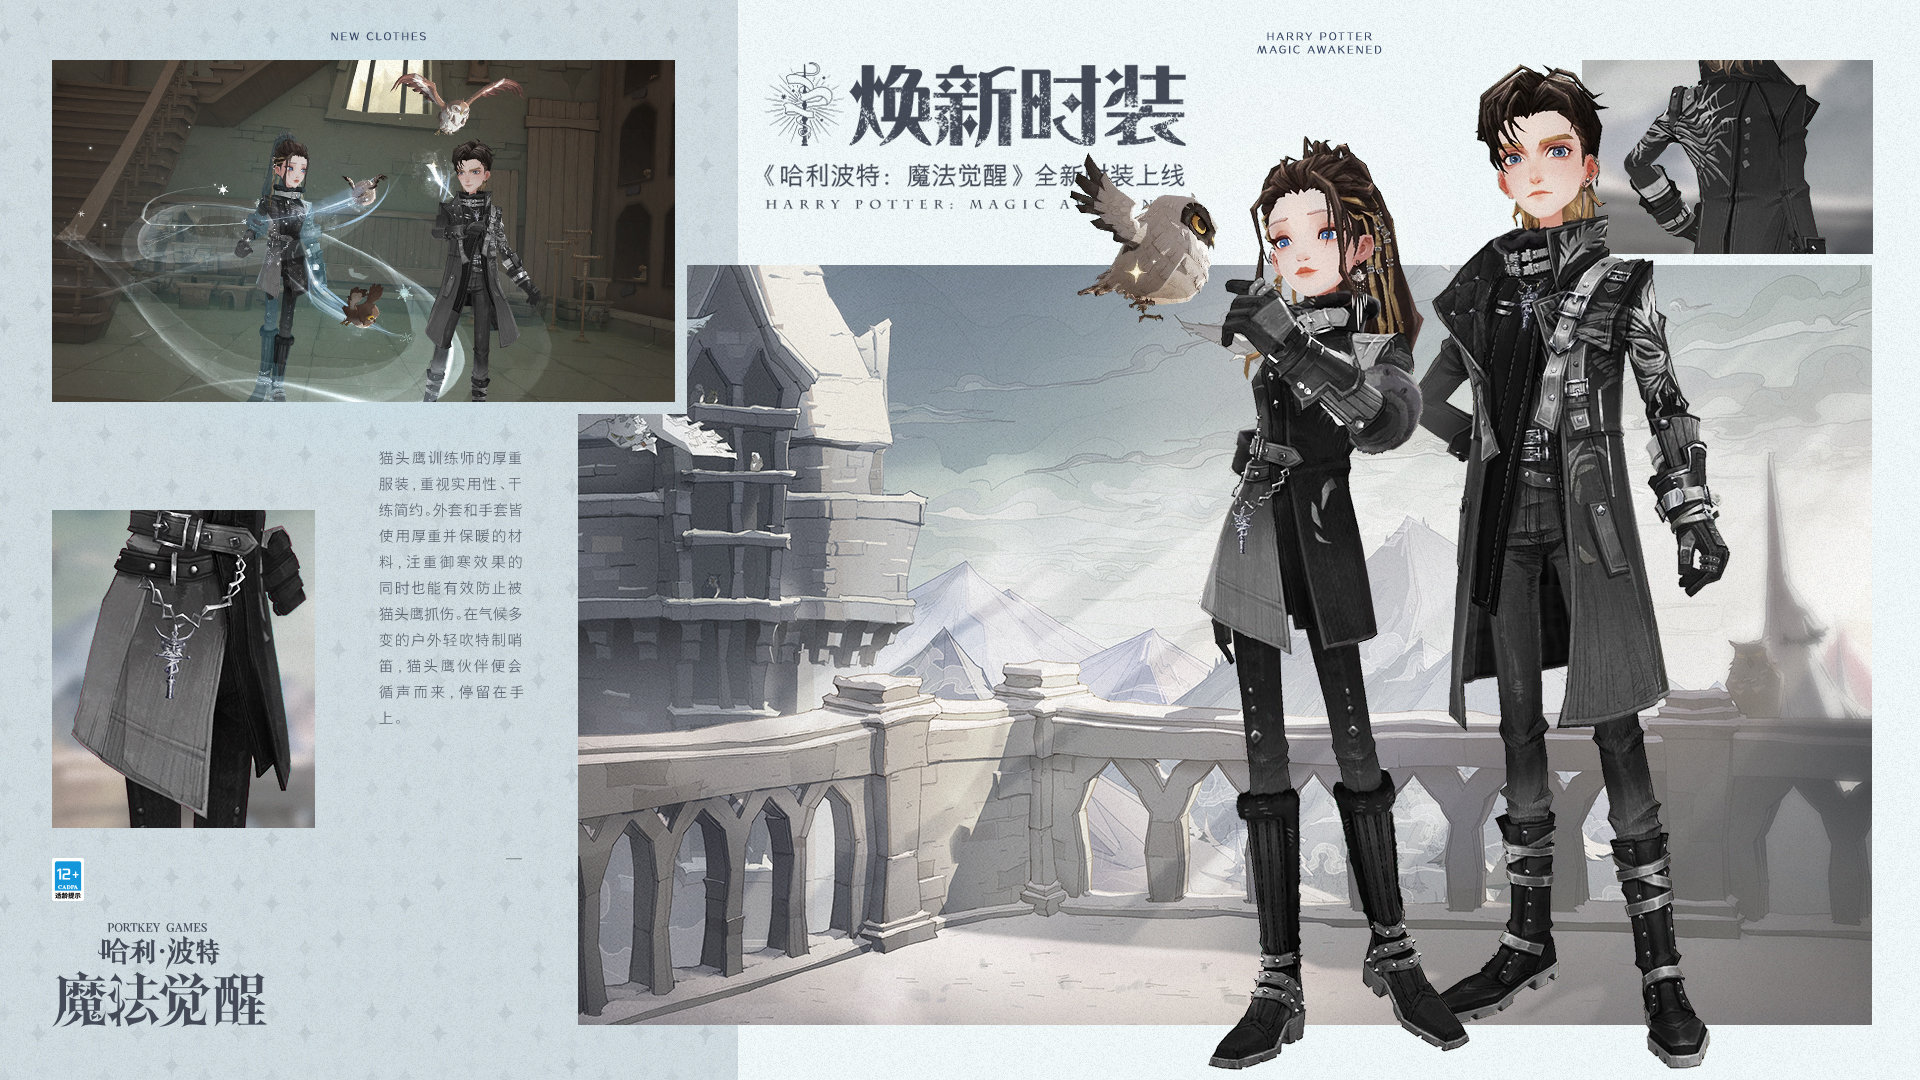 NEW CLOTHES
HARRY POTTER
MAGIC AWAKENED
焕新时装
《哈利波特：魔法觉醒》全新时装上线
HARRY POTTER: MAGIC
猫头鹰训练师的厚重
服装，重视实用性、干
练简约。外套和手套皆
使用厚重并保暖的材
料，注重御寒效果的
同时也能有效防止被
猫头鹰抓伤。在气候多
变的户外轻吹特制哨
笛，猫头鹰伙伴便会
循声而来，停留在手
上。
12+
CADPA
适龄提示
PORTKEY GAMES
哈利·波特
魔法觉醒